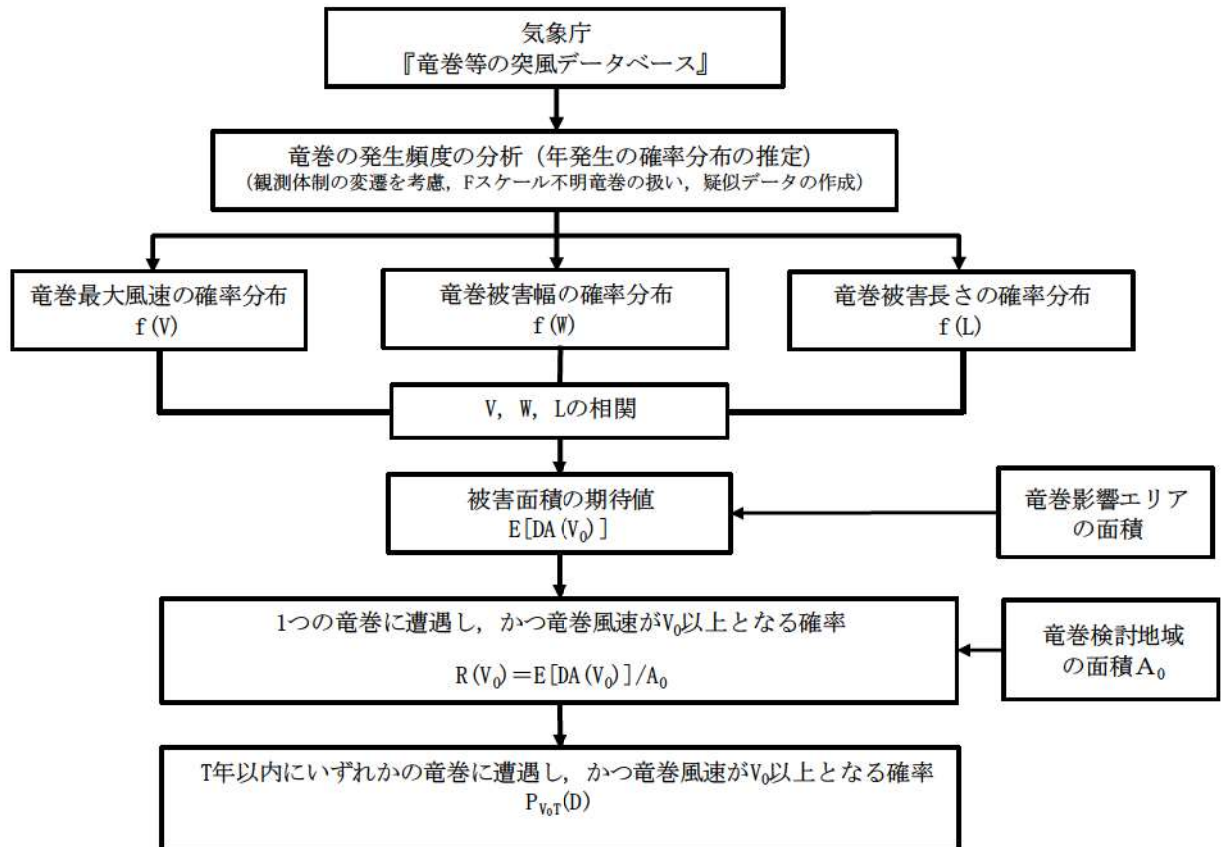 気象庁
『竜巻等の突風データベース』
竜巻の発生頻度の分析（年発生の確率分布の推定）
（観測体制の変遷を考慮，Fスケール不明竜巻の扱い，疑似データの作成）
竜巻最大風速の確率分布
f(V)
竜巻被害幅の確率分布
f(W)
竜巻被害長さの確率分布
f(L)
V，W，Lの相関
被害面積の期待値
E[DA(V₀)]
竜巻影響エリア
の面積
1つの竜巻に遭遇し，かつ竜巻風速がV₀以上となる確率
R(V₀)＝E[DA(V₀)]/A₀
竜巻検討地域
の面積A₀
T年以内にいずれかの竜巻に遭遇し，かつ竜巻風速がV₀以上となる確率
P_{V₀T}(D)